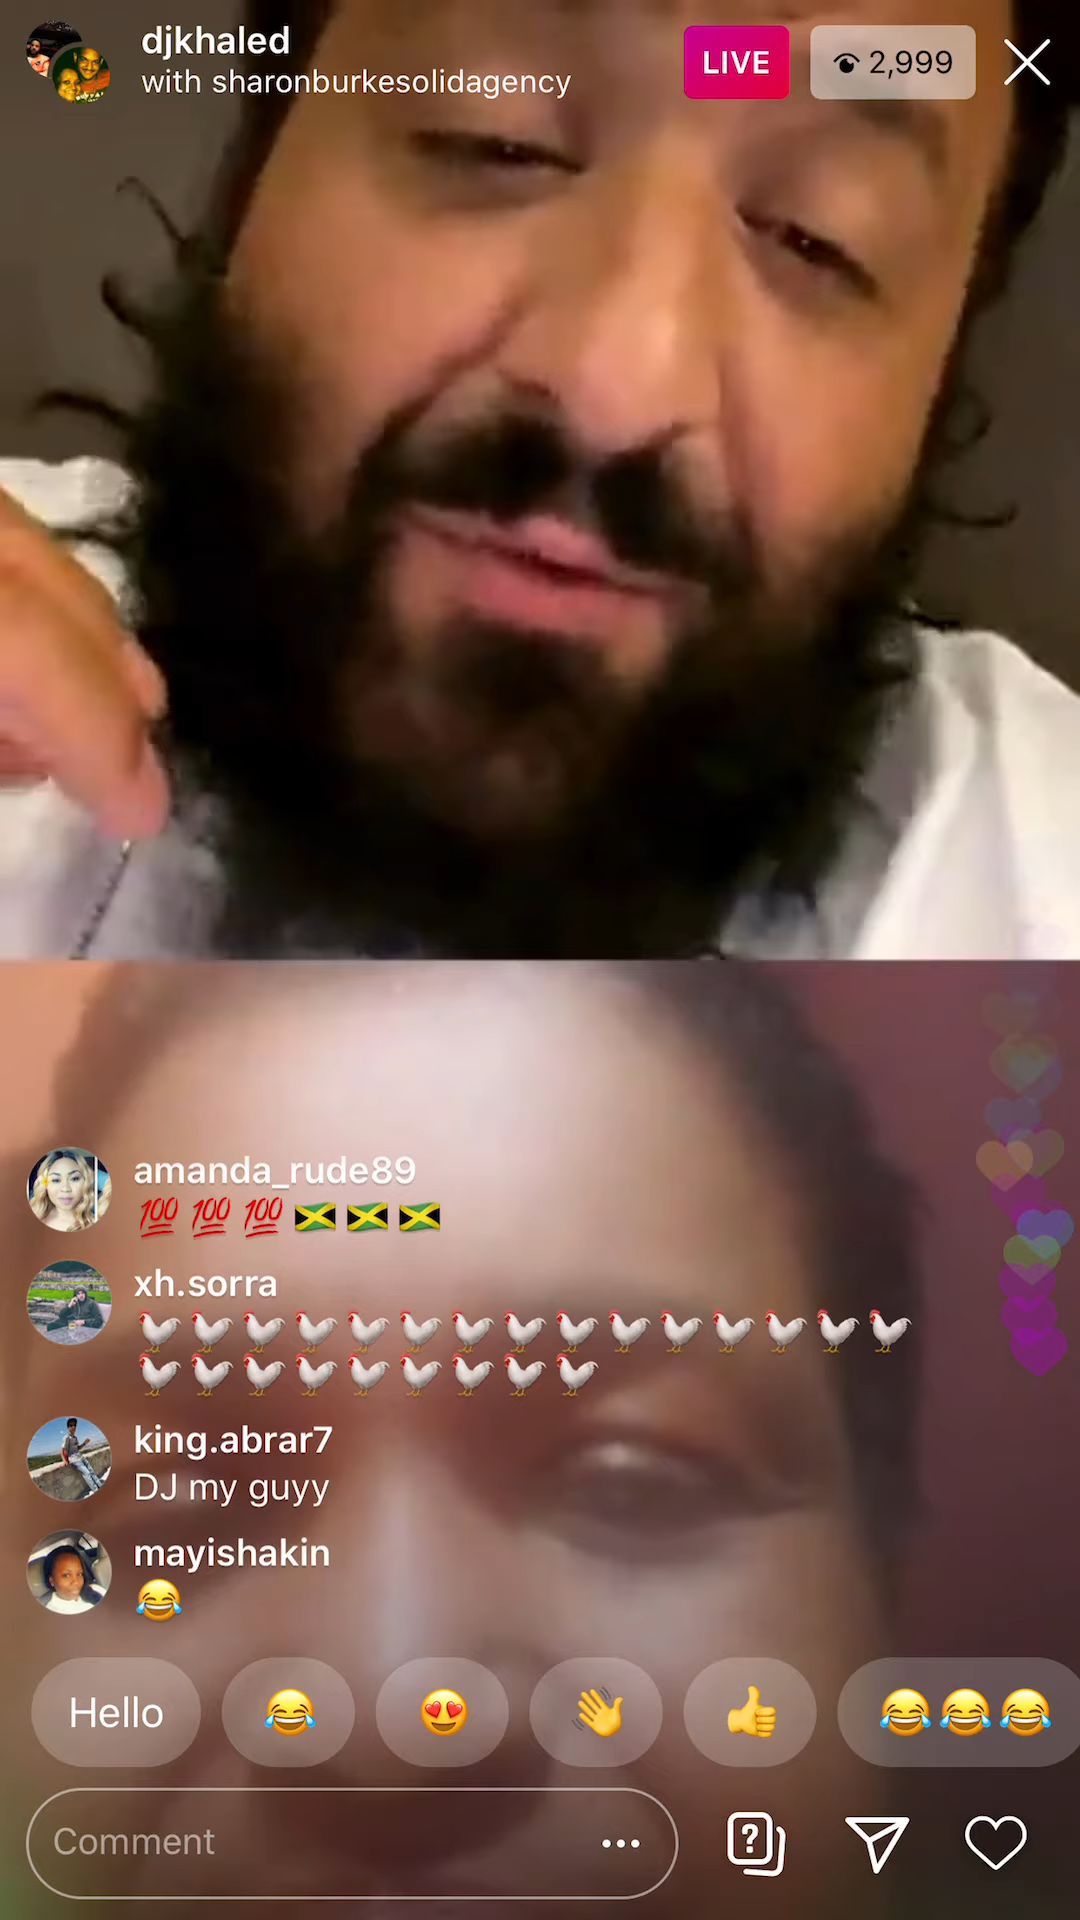 djkhaled
with sharonburkesolidagency
LIVE
2,999
amanda_rude89
💯 💯 💯 🇯🇲 🇯🇲 🇯🇲
xh.sorra
🐓🐓🐓🐓🐓🐓🐓🐓🐓🐓🐓🐓🐓🐓🐓
🐓🐓🐓🐓🐓🐓🐓🐓🐓
king.abrar7
DJ my guyy
mayishakin
😂
Hello 😂 😍 👋 👍 😂😂😂
Comment ...